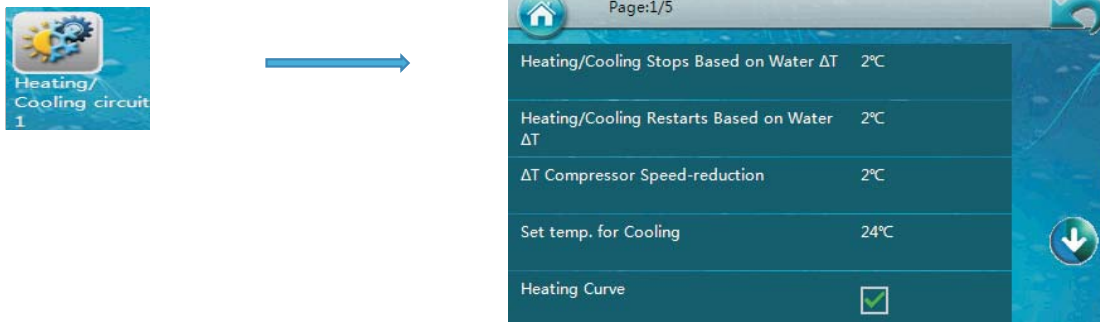 Heating/
Cooling circuit
1
Page:1/5
Heating/Cooling Stops Based on Water ΔT 2℃
Heating/Cooling Restarts Based on Water 2℃
ΔT
ΔT Compressor Speed-reduction 2℃
Set temp. for Cooling 24℃
Heating Curve